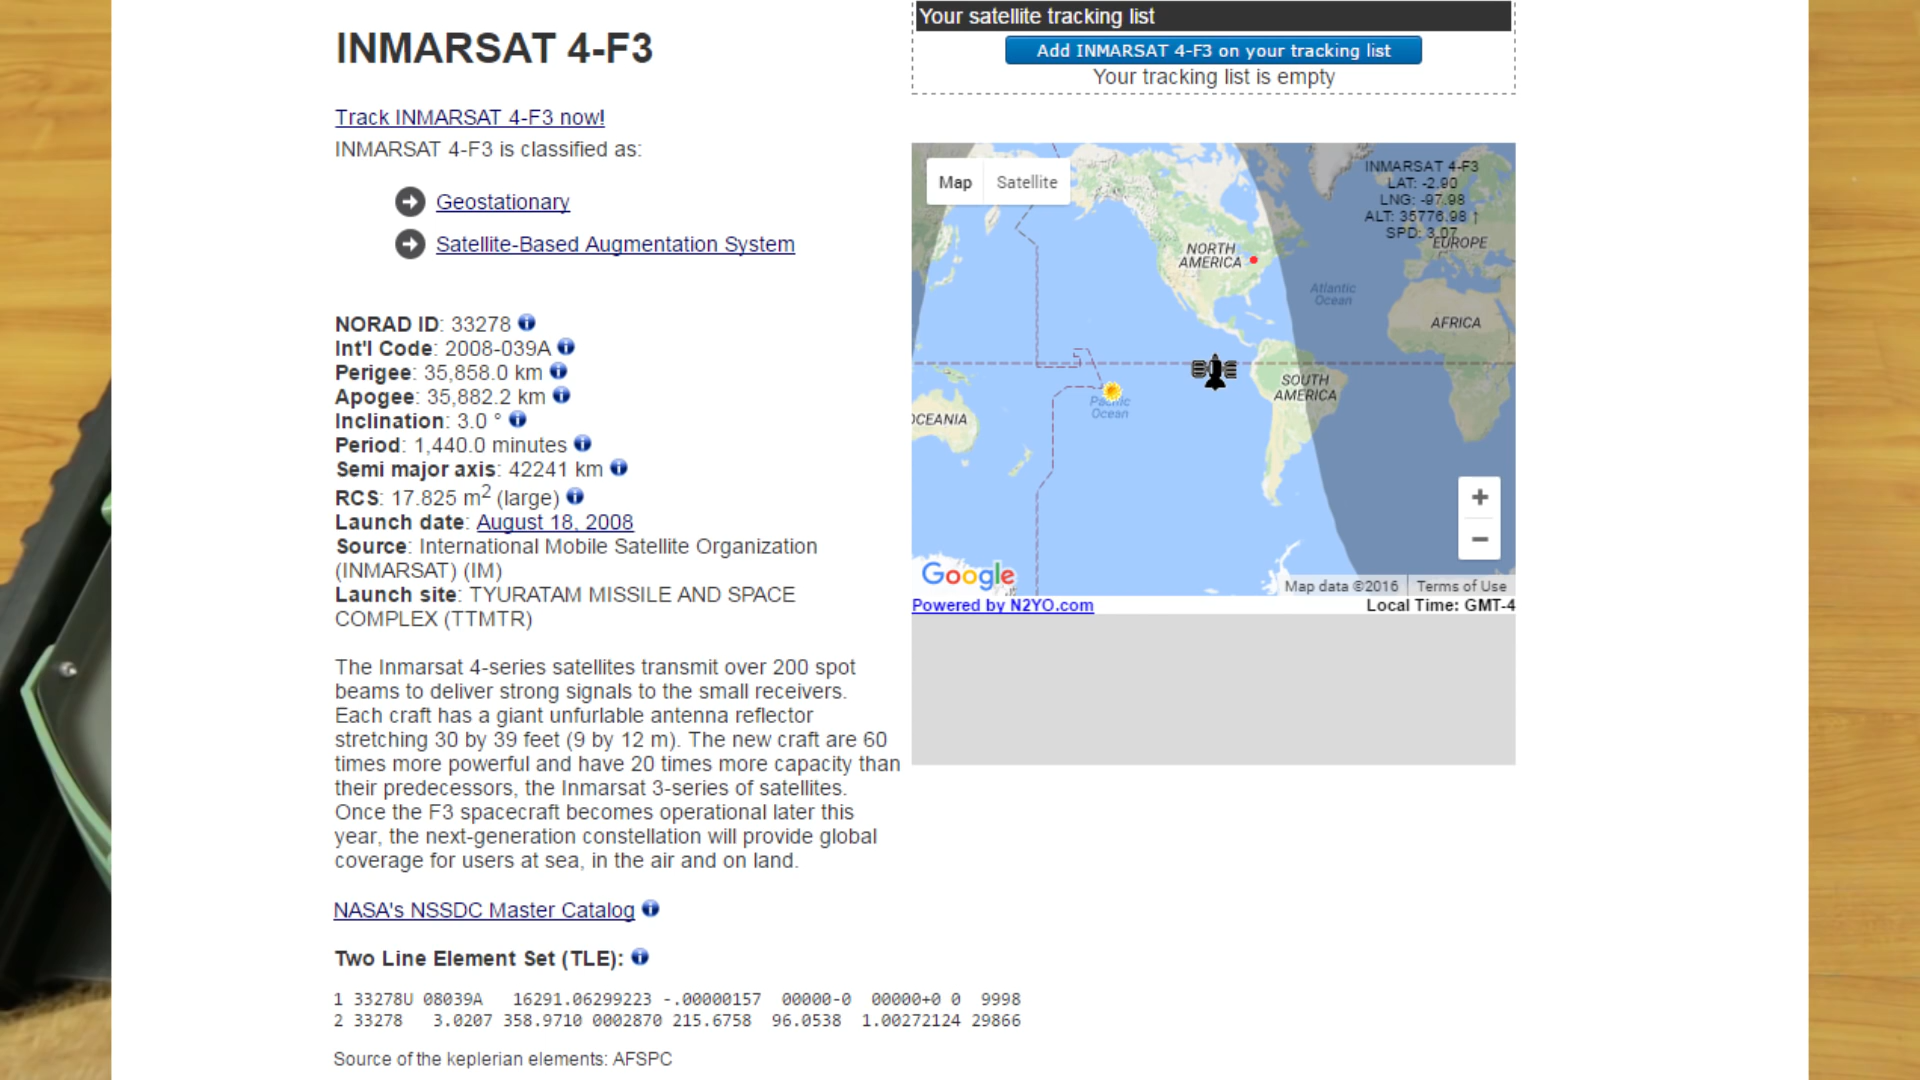 INMARSAT 4-F3
Track INMARSAT 4-F3 now!
INMARSAT 4-F3 is classified as:
Geostationary
Satellite-Based Augmentation System
NORAD ID: 33278
Int'l Code: 2008-039A
Perigee: 35,858.0 km
Apogee: 35,882.2 km
Inclination: 3.0 °
Period: 1,440.0 minutes
Semi major axis: 42241 km
RCS: 17.825 m2 (large)
Launch date: August 18, 2008
Source: International Mobile Satellite Organization
(INMARSAT) (IM)
Launch site: TYURATAM MISSILE AND SPACE
COMPLEX (TTMTR)
The Inmarsat 4-series satellites transmit over 200 spot
beams to deliver strong signals to the small receivers.
Each craft has a giant unfurlable antenna reflector
stretching 30 by 39 feet (9 by 12 m). The new craft are 60
times more powerful and have 20 times more capacity than
their predecessors, the Inmarsat 3-series of satellites.
Once the F3 spacecraft becomes operational later this
year, the next-generation constellation will provide global
coverage for users at sea, in the air and on land.
NASA's NSSDC Master Catalog
Two Line Element Set (TLE):
1 33278U 08039A   16291.06299223 -.00000157  00000-0  00000+0 0  9998
2 33278   3.0207 358.9710 0002870 215.6758  96.0538  1.00272124 29866
Source of the keplerian elements: AFSPC
Your satellite tracking list
Add INMARSAT 4-F3 on your tracking list
Your tracking list is empty
Map
Satellite
INMARSAT 4-F3
LAT: -2.90
LNG: -97.98
ALT: 35776.98 ↑
SPD: 3.07
EUROPE
NORTH
AMERICA
Atlantic
Ocean
AFRICA
SOUTH
AMERICA
Pacific
Ocean
OCEANIA
+
−
Google
Map data ©2016
Terms of Use
Powered by N2YO.com
Local Time: GMT-4